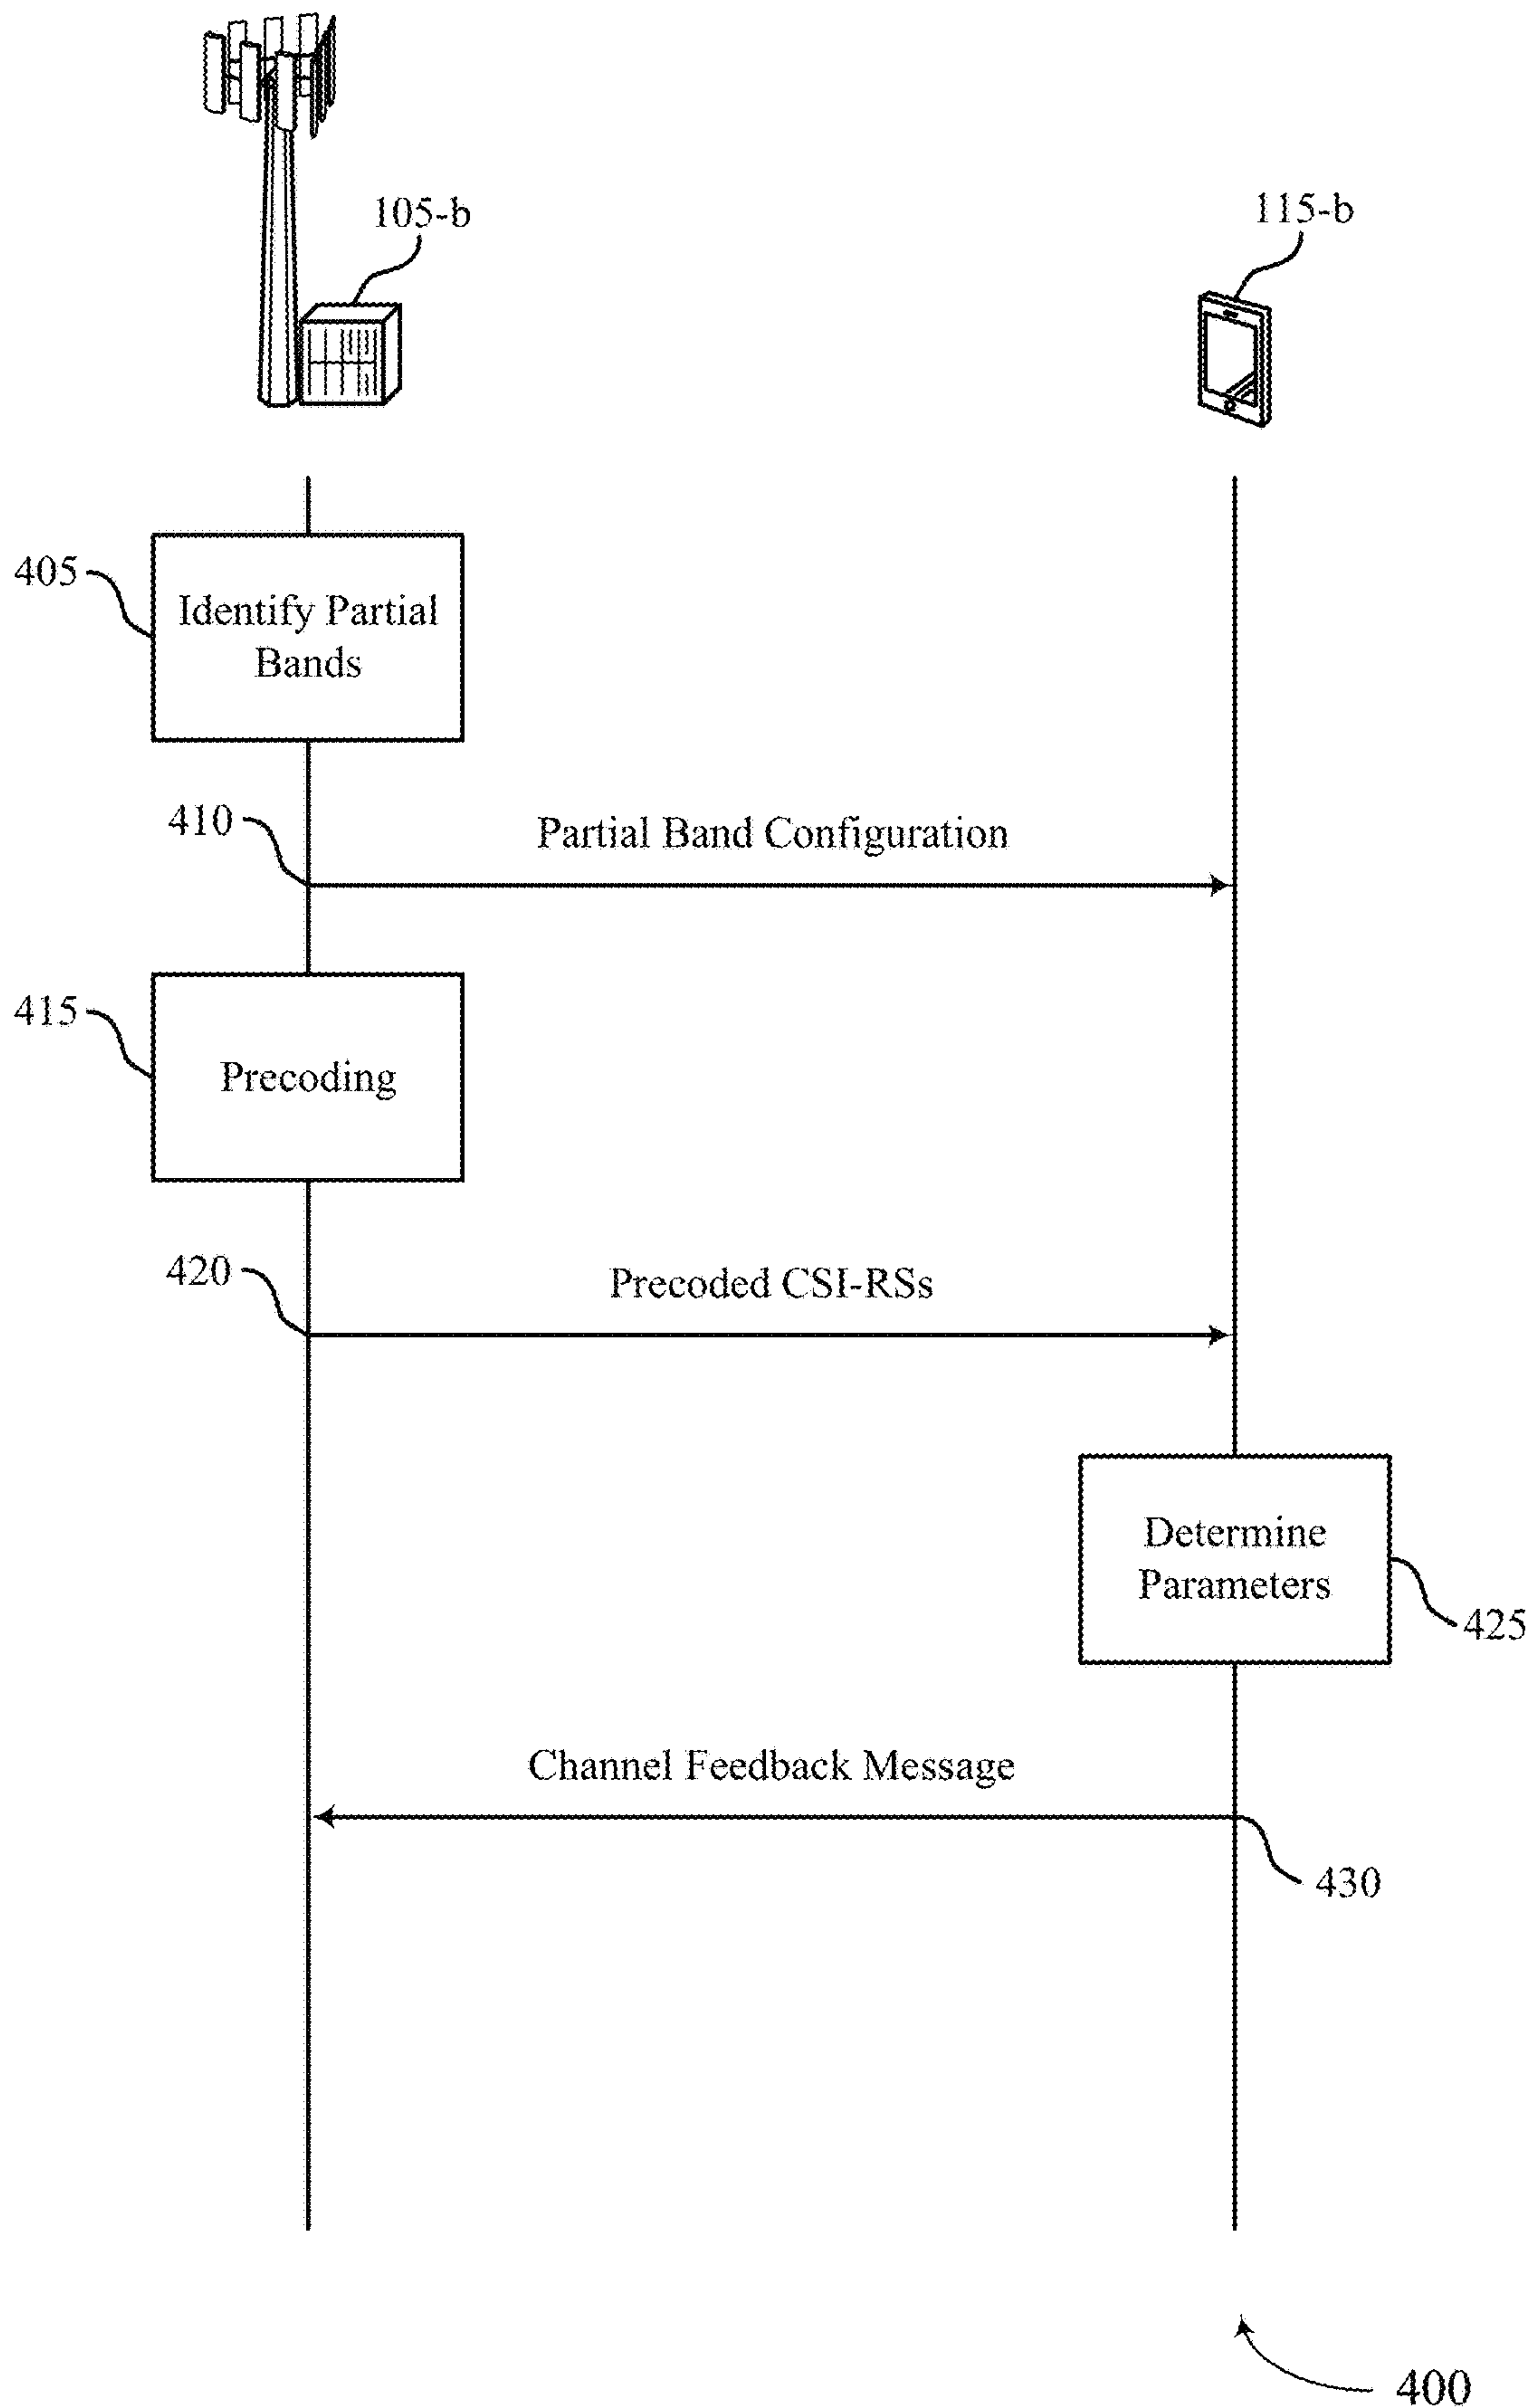 105-b
115-b
405
Identify Partial
Bands
410
Partial Band Configuration
415
Precoding
420
Precoded CSI-RSs
Determine
Parameters
425
Channel Feedback Message
430
400